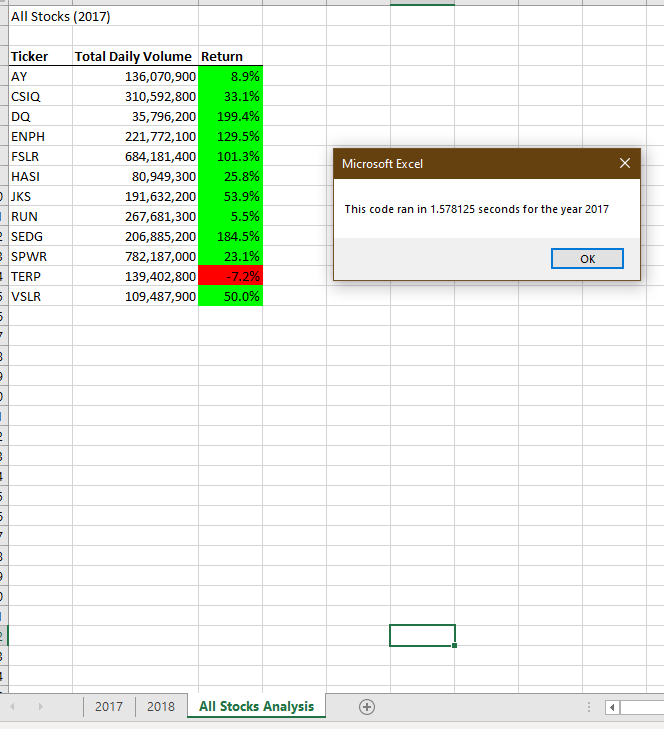 All Stocks (2017)
Ticker Total Daily Volume Return
AY 136,070,900 8.9%
CSIQ 310,592,800 33.1%
DQ 35,796,200 199.4%
ENPH 221,772,100 129.5%
FSLR 684,181,400 101.3%
HASI 80,949,300 25.8%
JKS 191,632,200 53.9%
RUN 267,681,300 5.5%
SEDG 206,885,200 184.5%
SPWR 782,187,000 23.1%
TERP 139,402,800 -7.2%
VSLR 109,487,900 50.0%
Microsoft Excel
This code ran in 1.578125 seconds for the year 2017
OK
2017 2018 All Stocks Analysis